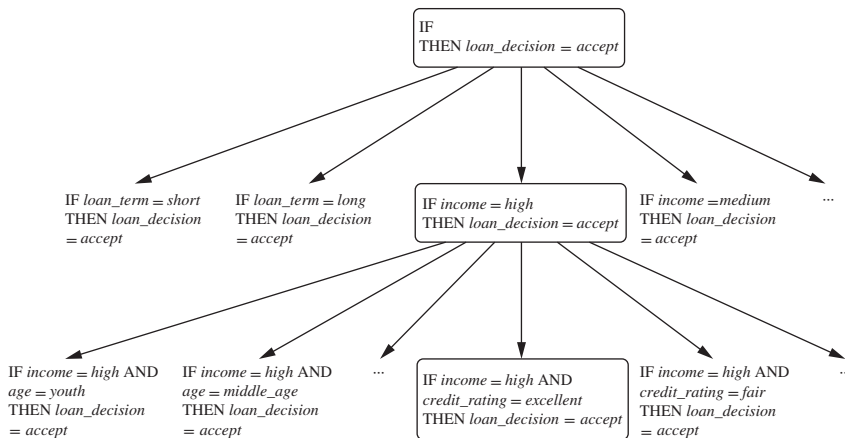 IF
THEN loan_decision = accept
IF loan_term = short
THEN loan_decision
= accept
IF loan_term = long
THEN loan_decision
= accept
IF income = high
THEN loan_decision = accept
IF income = medium
THEN loan_decision
= accept
...
IF income = high AND
age = youth
THEN loan_decision
= accept
IF income = high AND
age = middle_age
THEN loan_decision
= accept
...
IF income = high AND
credit_rating = excellent
THEN loan_decision = accept
IF income = high AND
credit_rating = fair
THEN loan_decision
= accept
...